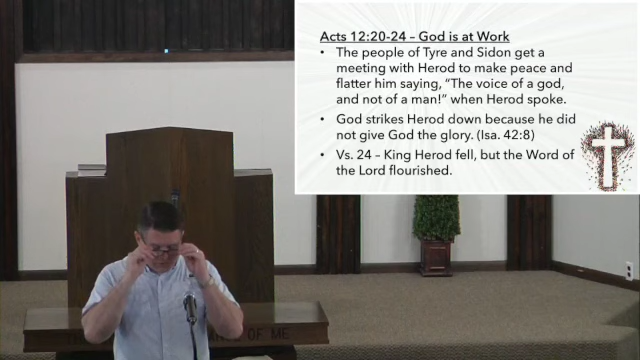 Acts 12:20-24 – God is at Work
• The people of Tyre and Sidon get a
meeting with Herod to make peace and
flatter him saying, “The voice of a god,
and not of a man!” when Herod spoke.
• God strikes Herod down because he did
not give God the glory. (Isa. 42:8)
• Vs. 24 – King Herod fell, but the Word of
the Lord flourished.
OF ME